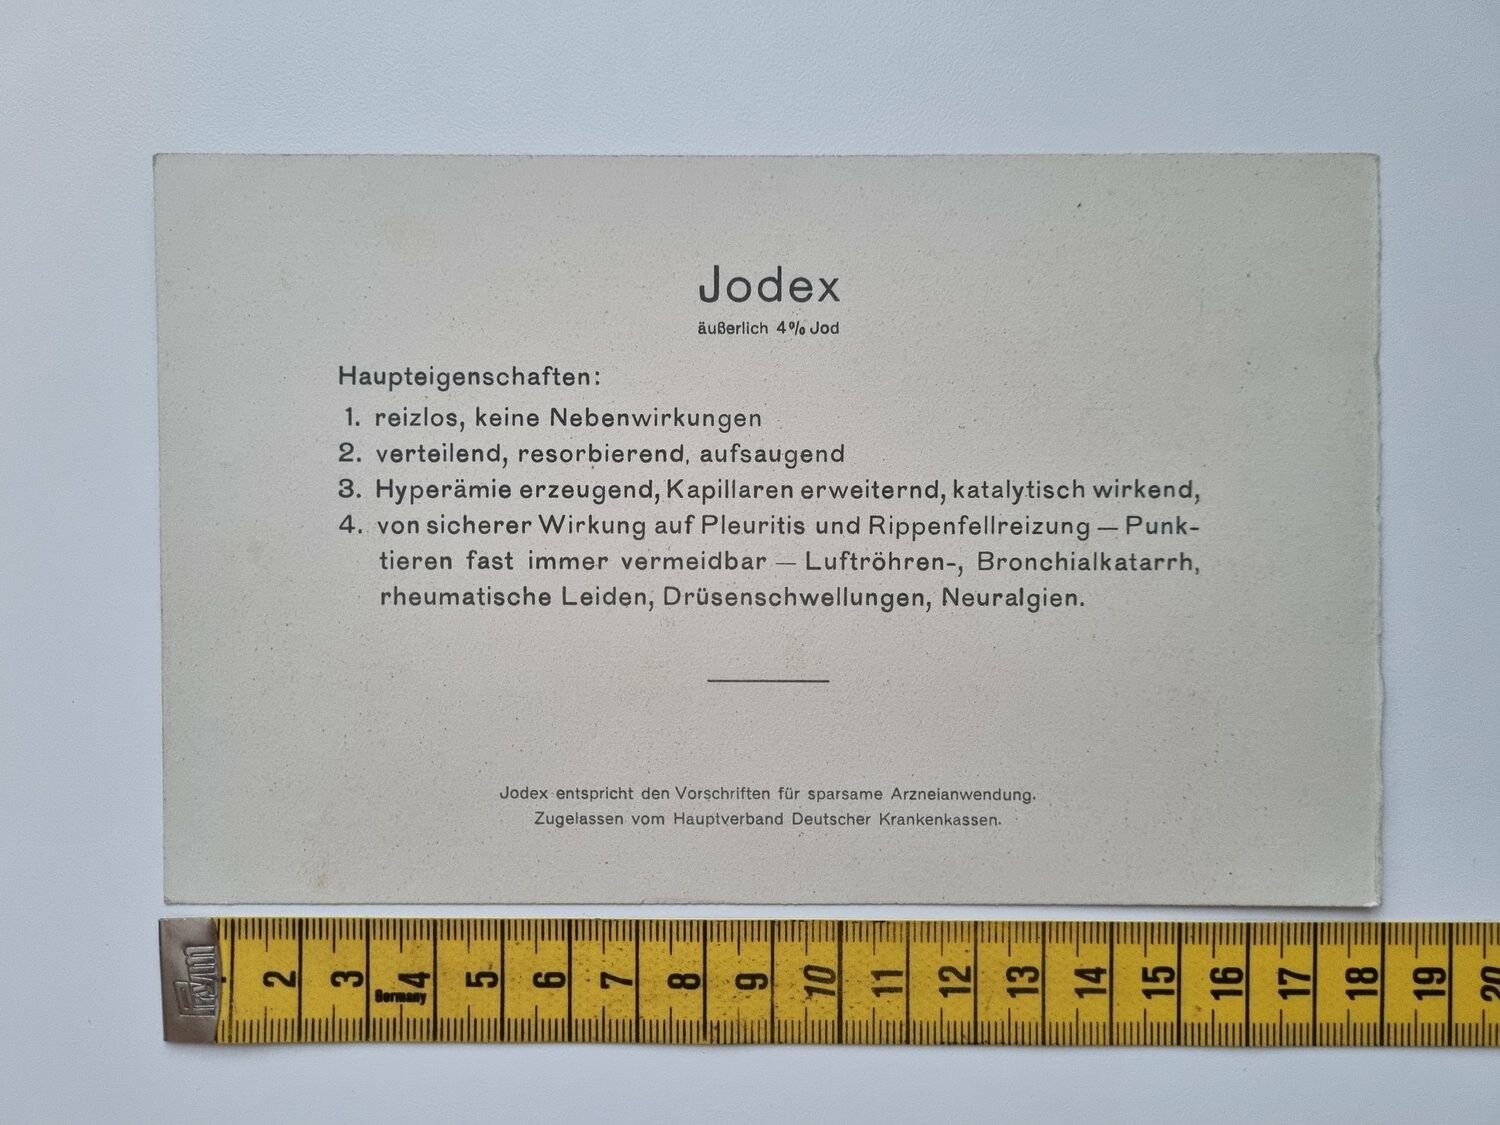 Jodex
äußerlich 4% Jod
Haupteigenschaften:
1. reizlos, keine Nebenwirkungen
2. verteilend, resorbierend, aufsaugend
3. Hyperämie erzeugend, Kapillaren erweiternd, katalytisch wirkend,
4. von sicherer Wirkung auf Pleuritis und Rippenfellreizung — Punk-
tieren fast immer vermeidbar — Luftröhren-, Bronchialkatarrh,
rheumatische Leiden, Drüsenschwellungen, Neuralgien.
Jodex entspricht den Vorschriften für sparsame Arzneianwendung.
Zugelassen vom Hauptverband Deutscher Krankenkassen.
Prym 2 3 4 5 6 7 8 9 10 11 12 13 14 15 16 17 18 19 20
Germany